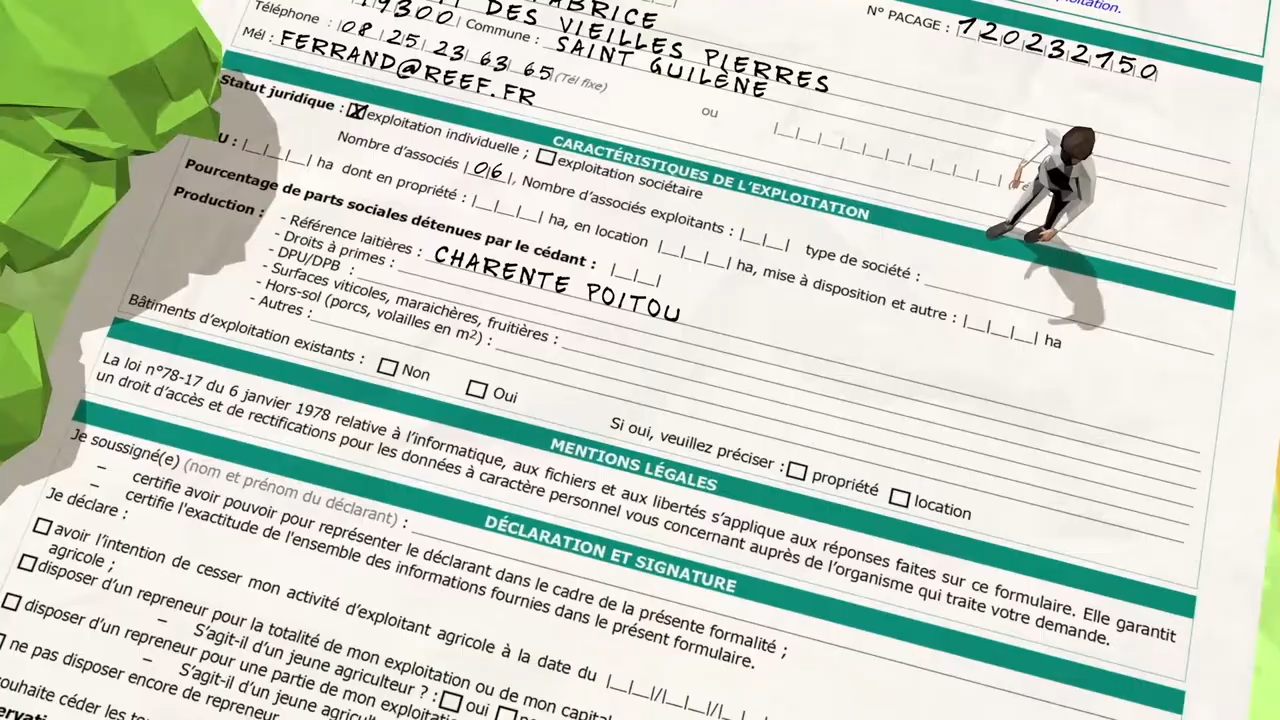 exploitation.
N° PACAGE : 120232150
FABRICE
DES VIEILLES PIERRES
19300 Commune : SAINT GUILÈNE
Téléphone : 08 25 23 63 65 (Tél fixe) ou
Mél : FERRAND@REEF.FR
CARACTÉRISTIQUES DE L'EXPLOITATION
Statut juridique : exploitation individuelle ; exploitation sociétaire
Nombre d'associés 06, Nombre d'associés exploitants : type de société :
U : ha dont en propriété : ha, en location ha, mise à disposition et autre : ha
Pourcentage de parts sociales détenues par le cédant :
Production :
- Référence laitières : CHARENTE POITOU
- Droits à primes :
- DPU/DPB :
- Surfaces viticoles, maraichères, fruitières :
- Hors-sol (porcs, volailles en m2) :
- Autres :
Bâtiments d'exploitation existants : Non Oui Si oui, veuillez préciser : propriété location
MENTIONS LÉGALES
La loi n°78-17 du 6 janvier 1978 relative à l'informatique, aux fichiers et aux libertés s'applique aux réponses faites sur ce formulaire. Elle garantit
un droit d'accès et de rectifications pour les données à caractère personnel vous concernant auprès de l'organisme qui traite votre demande.
DÉCLARATION ET SIGNATURE
Je soussigné(e) (nom et prénom du déclarant) :
– certifie avoir pouvoir pour représenter le déclarant dans le cadre de la présente formalité ;
– certifie l'exactitude de l'ensemble des informations fournies dans le présent formulaire.
Je déclare :
avoir l'intention de cesser mon activité d'exploitant agricole à la date du
agricole ;
disposer d'un repreneur pour la totalité de mon exploitation ou de mon capital
– S'agit-il d'un jeune agriculteur ? : oui
disposer d'un repreneur pour une partie de mon
– S'agit-il d'un jeune
ne pas disposer encore de repreneur
souhaite céder les